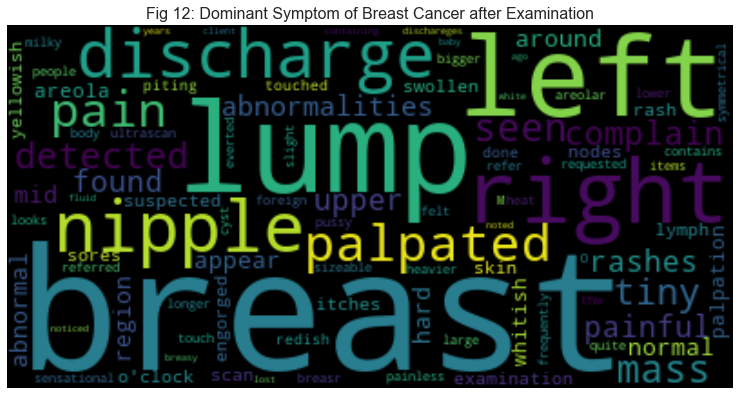 Fig 12: Dominant Symptom of Breast Cancer after Examination
milky
years
client
containing
dischareges
baby
around
discharge
left
people
piting
touched
bigger
ago
symmetrical
yellowish
areola
swollen
white
areolar
lower
pain
abnormalities
rash
lump
seen
complain
body
ultrascan
everted
slight
detected
nodes
done
contains
refer
requested
items
found
mid
suspected
foreign
upper
right
M
heat
fluid
cyst
pussy
felt
noted
looks
nipple
palpated
lymph
sores
referred
appear
sizeable
heavier
skin
o
rashes
breast
abnormal
region
engorged
itches
hard
whitish
frequently
tiny
palpation
longer
the
painful
noticed
touch
redish
large
quite
normal
breasy
sensational
o'clock
scan
lost
breasr
painless
examination
mass